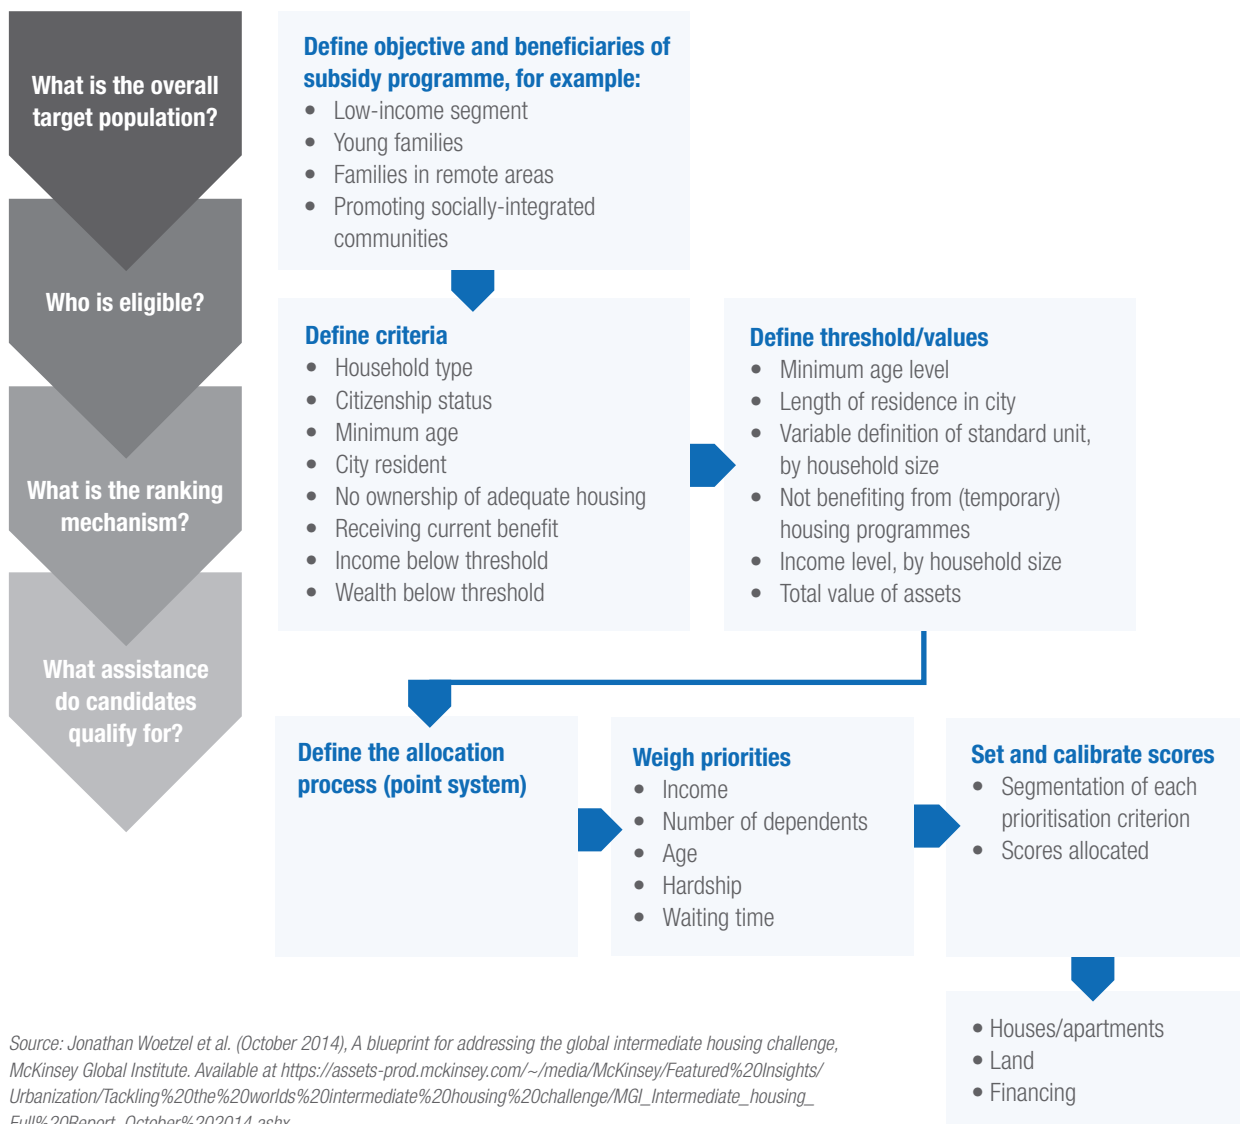 What is the overall
target population?
Who is eligible?
What is the ranking
mechanism?
What assistance
do candidates
qualify for?
Define objective and beneficiaries of
subsidy programme, for example:
• Low-income segment
• Young families
• Families in remote areas
• Promoting socially-integrated
communities
Define criteria
• Household type
• Citizenship status
• Minimum age
• City resident
• No ownership of adequate housing
• Receiving current benefit
• Income below threshold
• Wealth below threshold
Define threshold/values
• Minimum age level
• Length of residence in city
• Variable definition of standard unit,
by household size
• Not benefiting from (temporary)
housing programmes
• Income level, by household size
• Total value of assets
Define the allocation
process (point system)
Weigh priorities
• Income
• Number of dependents
• Age
• Hardship
• Waiting time
Set and calibrate scores
• Segmentation of each
prioritisation criterion
• Scores allocated
• Houses/apartments
• Land
• Financing
Source: Jonathan Woetzel et al. (October 2014), A blueprint for addressing the global intermediate housing challenge,
McKinsey Global Institute. Available at https://assets-prod.mckinsey.com/~/media/McKinsey/Featured%20Insights/
Urbanization/Tackling%20the%20worlds%20intermediate%20housing%20challenge/MGI_Intermediate_housing_
Full%20Report_October%202014.ashx